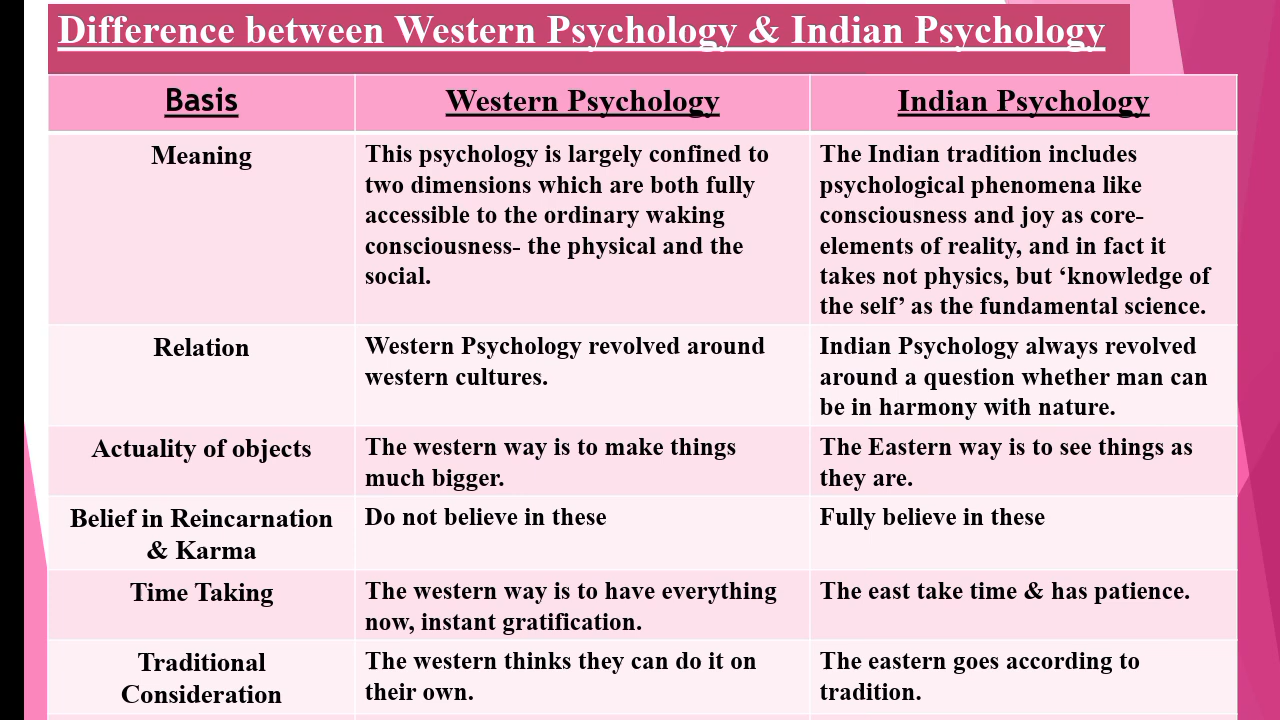 Difference between Western Psychology & Indian Psychology
Basis
Western Psychology
Indian Psychology
Meaning
This psychology is largely confined to
two dimensions which are both fully
accessible to the ordinary waking
consciousness- the physical and the
social.
The Indian tradition includes
psychological phenomena like
consciousness and joy as core-
elements of reality, and in fact it
takes not physics, but ‘knowledge of
the self’ as the fundamental science.
Relation
Western Psychology revolved around
western cultures.
Indian Psychology always revolved
around a question whether man can
be in harmony with nature.
Actuality of objects
The western way is to make things
much bigger.
The Eastern way is to see things as
they are.
Belief in Reincarnation
& Karma
Do not believe in these
Fully believe in these
Time Taking
The western way is to have everything
now, instant gratification.
The east take time & has patience.
Traditional
Consideration
The western thinks they can do it on
their own.
The eastern goes according to
tradition.